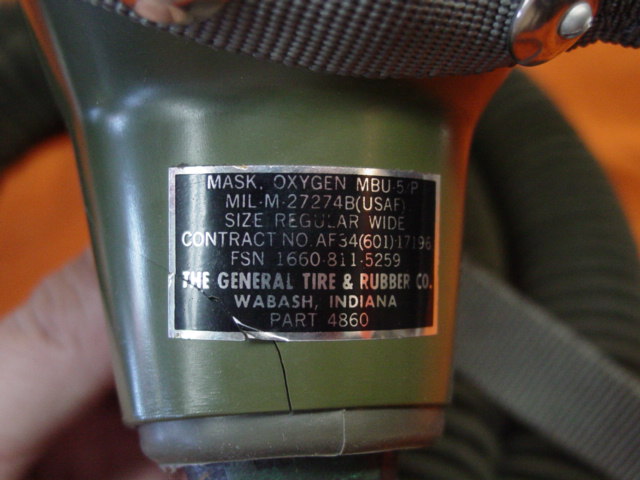 MASK, OXYGEN MBU-5/P
MIL-M-27274B(USAF)
SIZE REGULAR WIDE
CONTRACT NO. AF34(601)17196
FSN 1660-811-5259
THE GENERAL TIRE & RUBBER CO.
WABASH, INDIANA
PART 4860